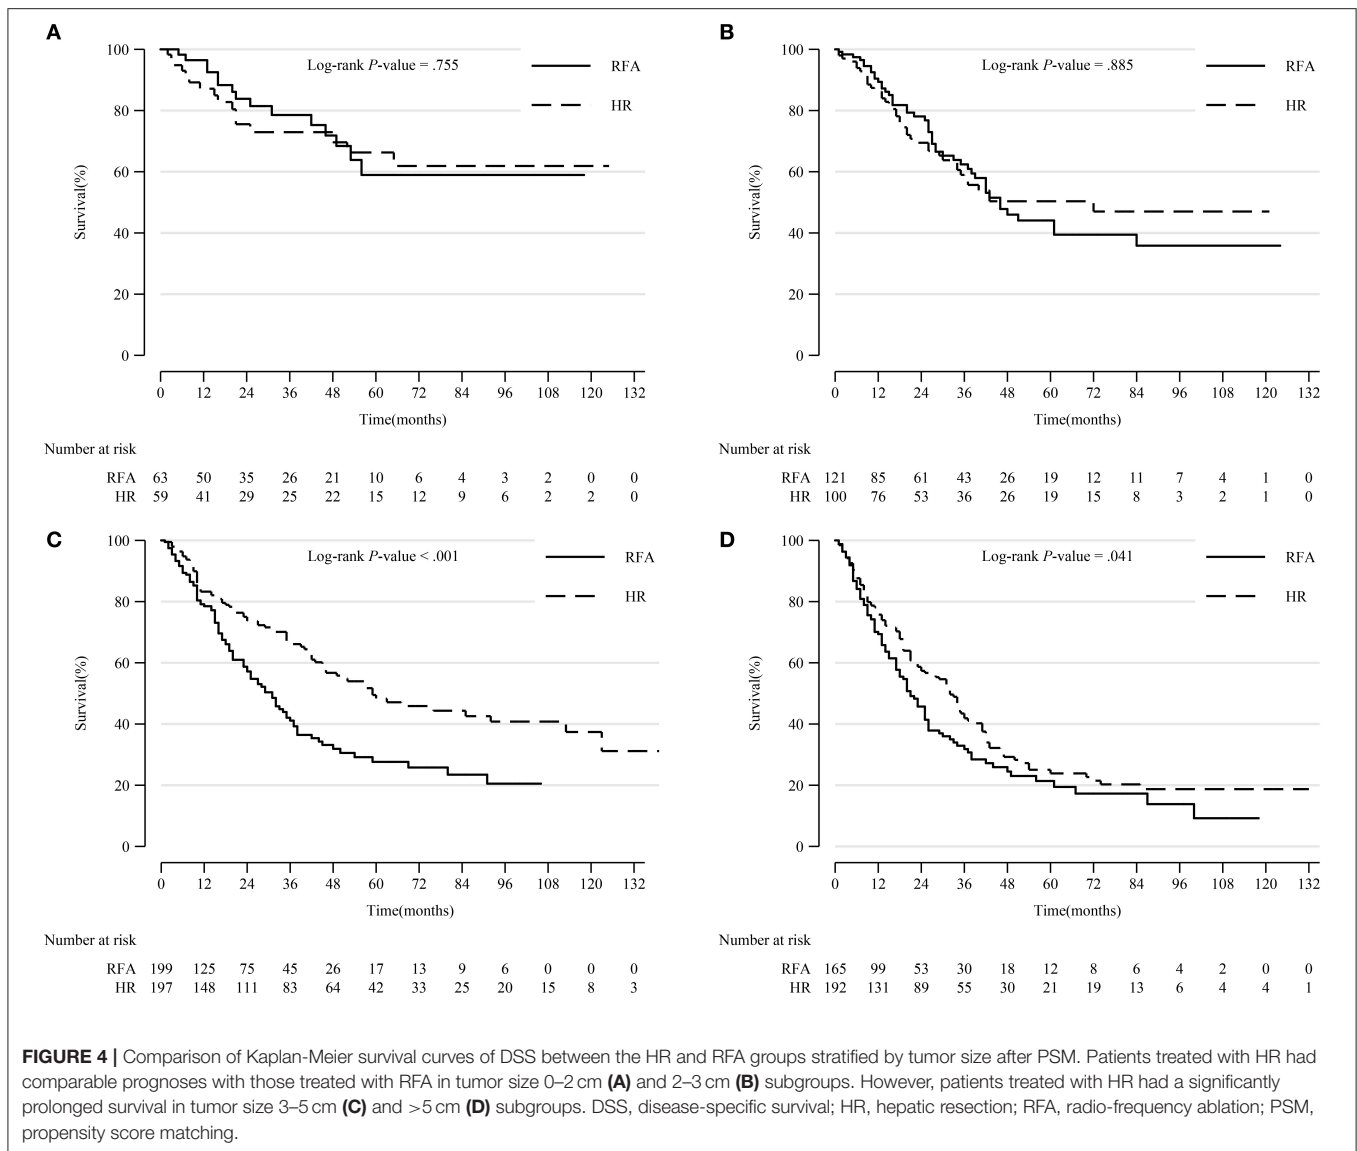 A
100
80
60
40
20
0
Survival(%)
Log-rank P-value = .755
RFA
HR
0 12 24 36 48 60 72 84 96 108 120 132
Time(months)
Number at risk
RFA 63 50 35 26 21 10 6 4 3 2 0 0
HR 59 41 29 25 22 15 12 9 6 2 2 0
B
100
80
60
40
20
0
Survival(%)
Log-rank P-value = .885
RFA
HR
0 12 24 36 48 60 72 84 96 108 120 132
Time(months)
Number at risk
RFA 121 85 61 43 26 19 12 11 7 4 1 0
HR 100 76 53 36 26 19 15 8 3 2 1 0
C
100
80
60
40
20
0
Survival(%)
Log-rank P-value < .001
RFA
HR
0 12 24 36 48 60 72 84 96 108 120 132
Time(months)
Number at risk
RFA 199 125 75 45 26 17 13 9 6 0 0 0
HR 197 148 111 83 64 42 33 25 20 15 8 3
D
100
80
60
40
20
0
Survival(%)
Log-rank P-value = .041
RFA
HR
0 12 24 36 48 60 72 84 96 108 120 132
Time(months)
Number at risk
RFA 165 99 53 30 18 12 8 6 4 2 0 0
HR 192 131 89 55 30 21 19 13 6 4 4 1
FIGURE 4 | Comparison of Kaplan-Meier survival curves of DSS between the HR and RFA groups stratified by tumor size after PSM. Patients treated with HR had
comparable prognoses with those treated with RFA in tumor size 0–2 cm (A) and 2–3 cm (B) subgroups. However, patients treated with HR had a significantly
prolonged survival in tumor size 3–5 cm (C) and >5 cm (D) subgroups. DSS, disease-specific survival; HR, hepatic resection; RFA, radio-frequency ablation; PSM,
propensity score matching.